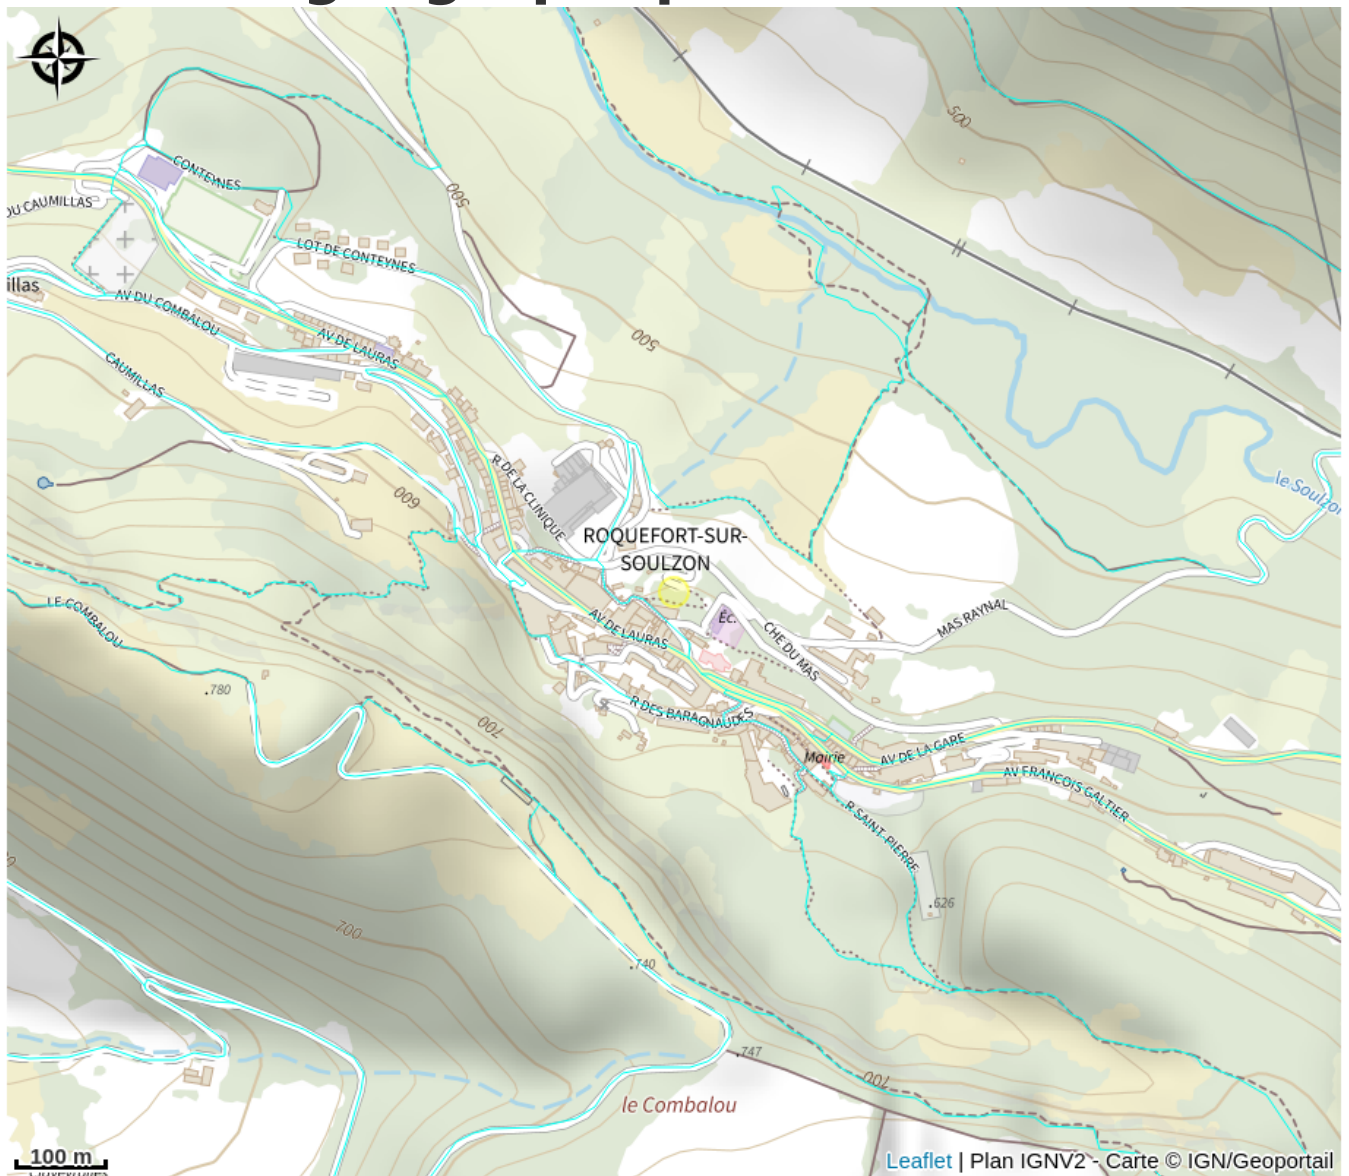 500
CONTEYNES
500
OU CAUMILLAS
LOT DE CONTEYNES
illas
AV DU COMBALOU
AV DE LAURAS
500
CAUMILLAS
R DE LA CLINIQUE
600
le Soulzon
ROQUEFORT-SUR-
SOULZON
LE COMBALOU
AV DE LAURAS
Éc.
CHE DU MAS
MAS RAYNAL
.780
R DES BARAGNAUDES
700
Mairie
AV DE LA GARE
AV FRANCOIS GALTIER
R SAINT-PIERRE
.626
700
.740
.747
700
le Combalou
100 m
Leaflet | Plan IGNV2 - Carte © IGN/Geoportail